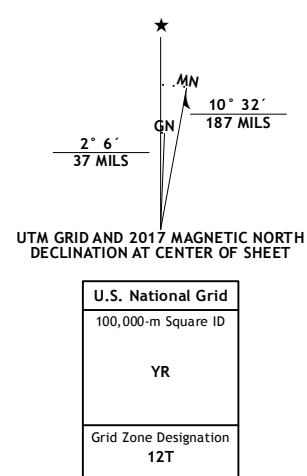 ★
MN
10° 32´
187 MILS
GN
2° 6´
37 MILS
UTM GRID AND 2017 MAGNETIC NORTH
DECLINATION AT CENTER OF SHEET
U.S. National Grid
100,000-m Square ID
YR
Grid Zone Designation
12T